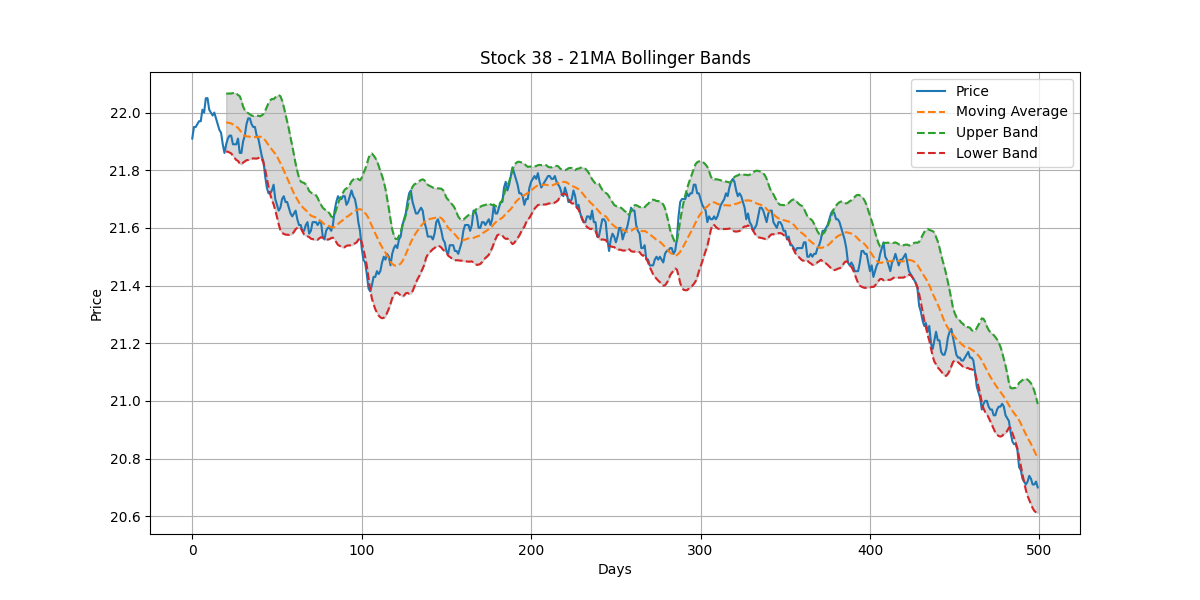 Stock 38 - 21MA Bollinger Bands
Price
Moving Average
Upper Band
Lower Band
22.0
21.8
21.6
21.4
21.2
21.0
20.8
20.6
Price
0 100 200 300 400 500
Days